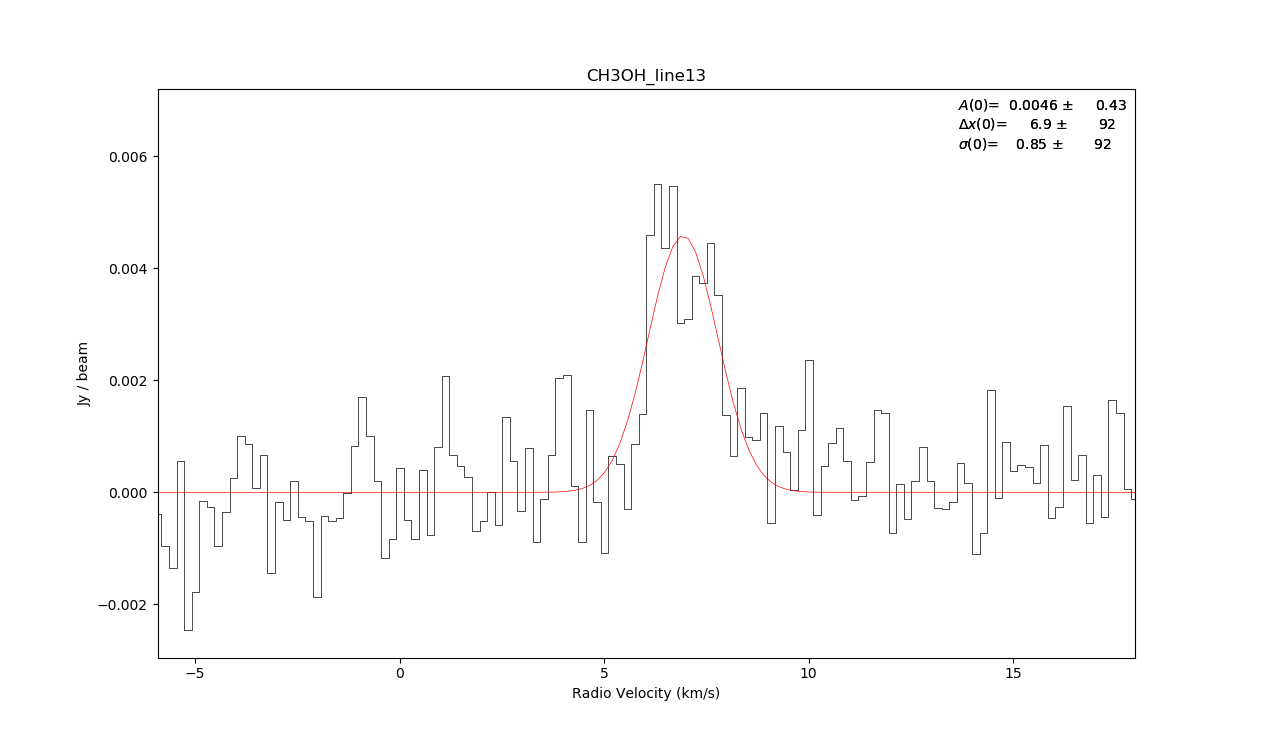 CH3OH_line13
A(0)= 0.0046 ± 0.43
Δx(0)= 6.9 ± 92
σ(0)= 0.85 ± 92
0.006
0.004
0.002
0.000
−0.002
Jy / beam
−5 0 5 10 15
Radio Velocity (km/s)